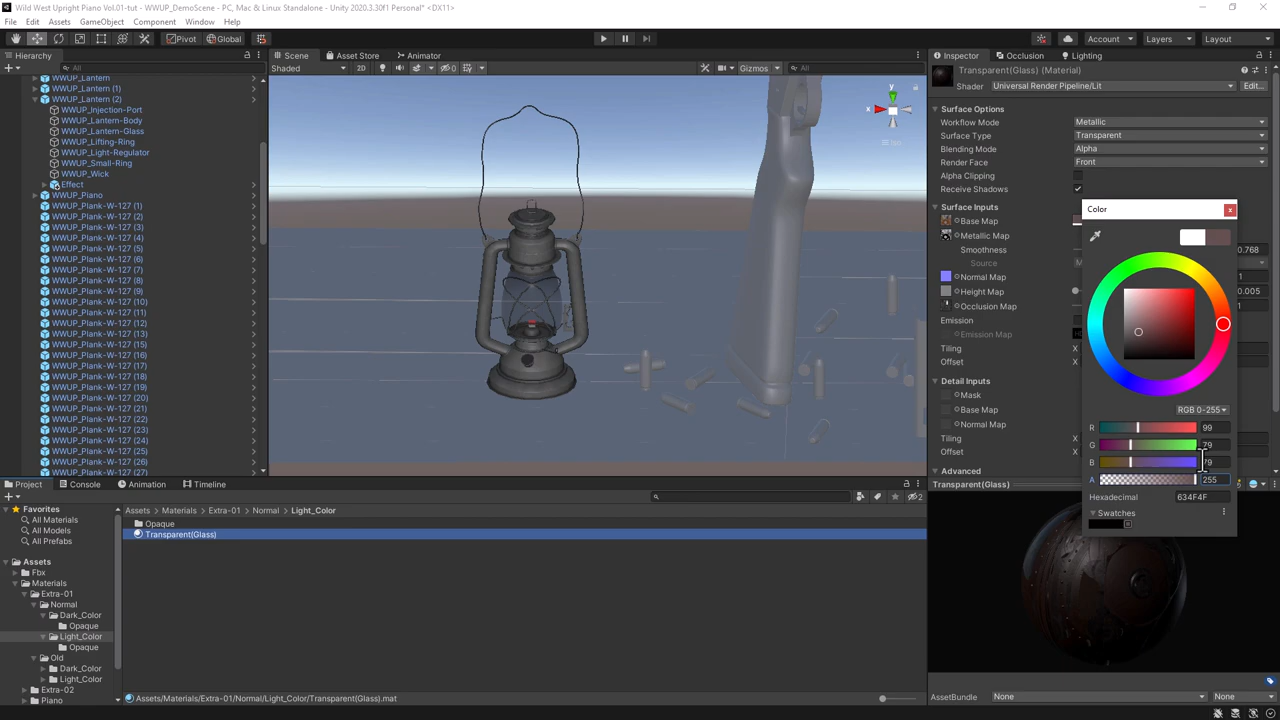 Wild West Upright Piano Vol.01-tut - WWUP_DemoScene - PC, Mac & Linux Standalone - Unity 2020.3.30f1 Personal* <DX11>
File Edit Assets GameObject Component Window Help
Pivot Global Account Layers Layout
Hierarchy
All
WWUP_Lantern
WWUP_Lantern (1)
WWUP_Lantern (2)
WWUP_Injection-Port
WWUP_Lantern-Body
WWUP_Lantern-Glass
WWUP_Lifting-Ring
WWUP_Light-Regulator
WWUP_Small-Ring
WWUP_Wick
Effect
WWUP_Piano
WWUP_Plank-W-127 (1)
WWUP_Plank-W-127 (2)
WWUP_Plank-W-127 (3)
WWUP_Plank-W-127 (4)
WWUP_Plank-W-127 (5)
WWUP_Plank-W-127 (6)
WWUP_Plank-W-127 (7)
WWUP_Plank-W-127 (8)
WWUP_Plank-W-127 (9)
WWUP_Plank-W-127 (10)
WWUP_Plank-W-127 (11)
WWUP_Plank-W-127 (12)
WWUP_Plank-W-127 (13)
WWUP_Plank-W-127 (15)
WWUP_Plank-W-127 (16)
WWUP_Plank-W-127 (17)
WWUP_Plank-W-127 (18)
WWUP_Plank-W-127 (19)
WWUP_Plank-W-127 (20)
WWUP_Plank-W-127 (21)
WWUP_Plank-W-127 (22)
WWUP_Plank-W-127 (23)
WWUP_Plank-W-127 (24)
WWUP_Plank-W-127 (25)
WWUP_Plank-W-127 (26)
WWUP_Plank-W-127 (27)
Scene Asset Store Animator
Shaded 2D 0 Gizmos All
y
x
Iso
Inspector Occlusion Lighting
Transparent(Glass) (Material)
Shader Universal Render Pipeline/Lit Edit...
Surface Options
Workflow Mode Metallic
Surface Type Transparent
Blending Mode Alpha
Render Face Front
Alpha Clipping
Receive Shadows
Surface Inputs
Base Map
Metallic Map
Smoothness 0.768
Source
Normal Map 1
Height Map 0.005
Occlusion Map 1
Emission
Emission Map
Tiling X
Offset X
Detail Inputs
Mask
Base Map
Normal Map
Tiling X
Offset X
Advanced
Color
RGB 0-255
R 99
G 79
B 79
A 255
Hexadecimal 634F4F
Swatches
Transparent(Glass)
AssetBundle None None
Project Console Animation Timeline
2
Favorites
All Materials
All Models
All Prefabs
Assets
Fbx
Materials
Extra-01
Normal
Dark_Color
Opaque
Light_Color
Opaque
Old
Dark_Color
Light_Color
Extra-02
Piano
Assets > Materials > Extra-01 > Normal > Light_Color
Opaque
Transparent(Glass)
Assets/Materials/Extra-01/Normal/Light_Color/Transparent(Glass).mat